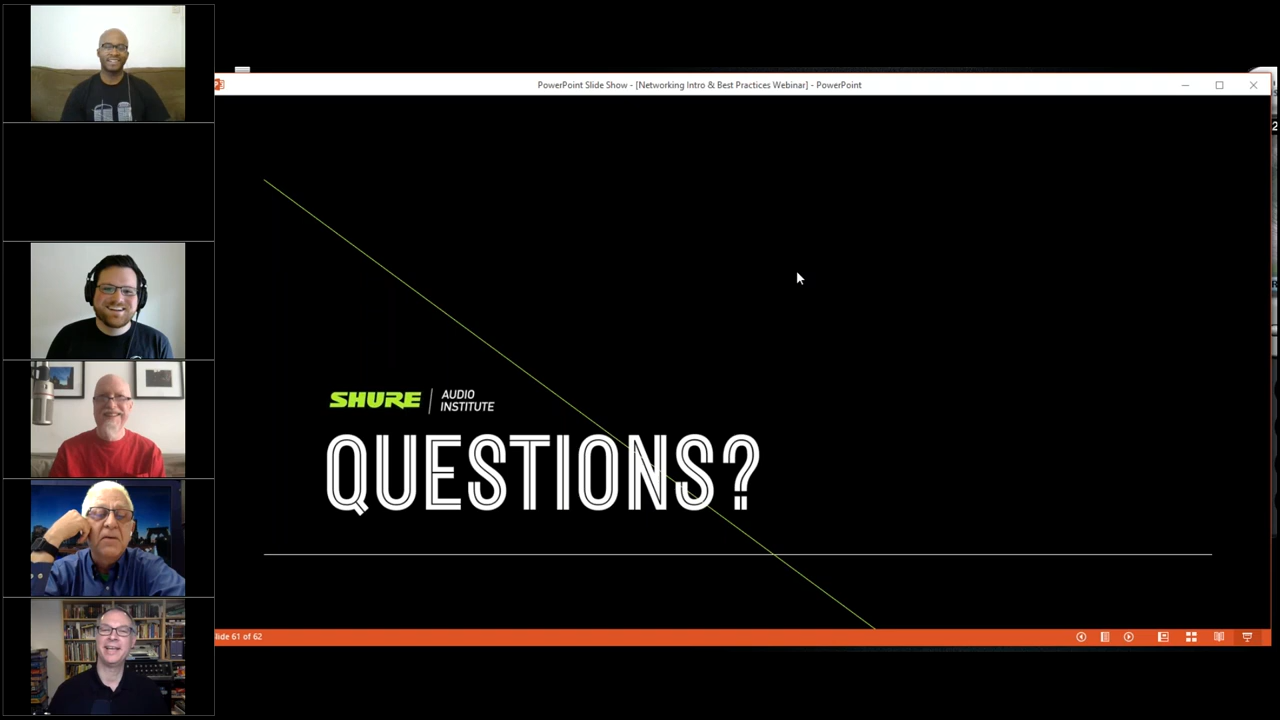 PowerPoint Slide Show - [Networking Intro & Best Practices Webinar] - PowerPoint
SHURE
AUDIO
INSTITUTE
QUESTIONS?
lide 61 of 62